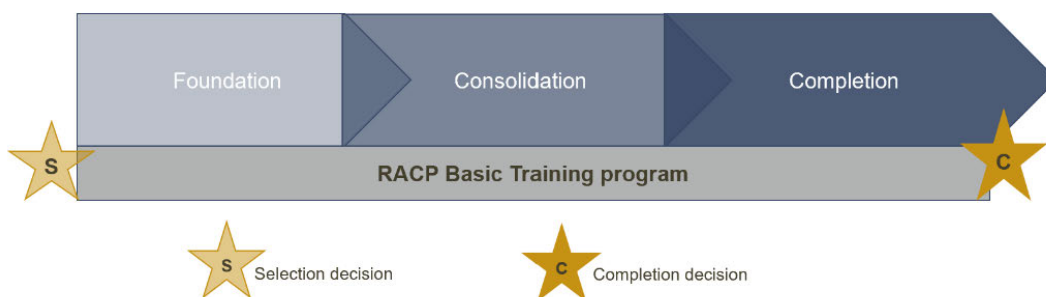 Foundation
Consolidation
Completion
S
RACP Basic Training program
C
S
Selection decision
C
Completion decision